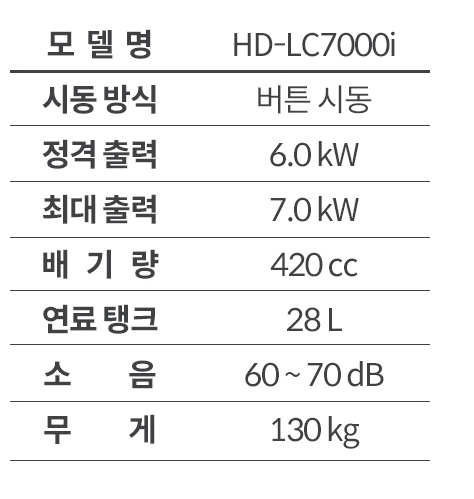 모 델 명 HD-LC7000i
시동 방식 버튼 시동
정격 출력 6.0 kW
최대 출력 7.0 kW
배 기 량 420 cc
연료 탱크 28 L
소 음 60 ~ 70 dB
무 게 130 kg